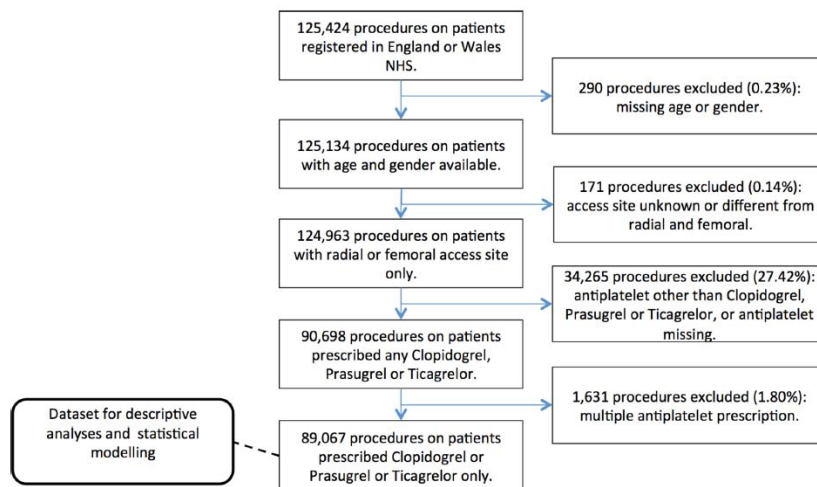 125,424 procedures on patients
registered in England or Wales
NHS.
290 procedures excluded (0.23%):
missing age or gender.
125,134 procedures on patients
with age and gender available.
171 procedures excluded (0.14%):
access site unknown or different from
radial and femoral.
124,963 procedures on patients
with radial or femoral access site
only.
34,265 procedures excluded (27.42%):
antiplatelet other than Clopidogrel,
Prasugrel or Ticagrelor, or antiplatelet
missing.
90,698 procedures on patients
prescribed any Clopidogrel,
Prasugrel or Ticagrelor.
1,631 procedures excluded (1.80%):
multiple antiplatelet prescription.
Dataset for descriptive
analyses and statistical
modelling
89,067 procedures on patients
prescribed Clopidogrel or
Prasugrel or Ticagrelor only.